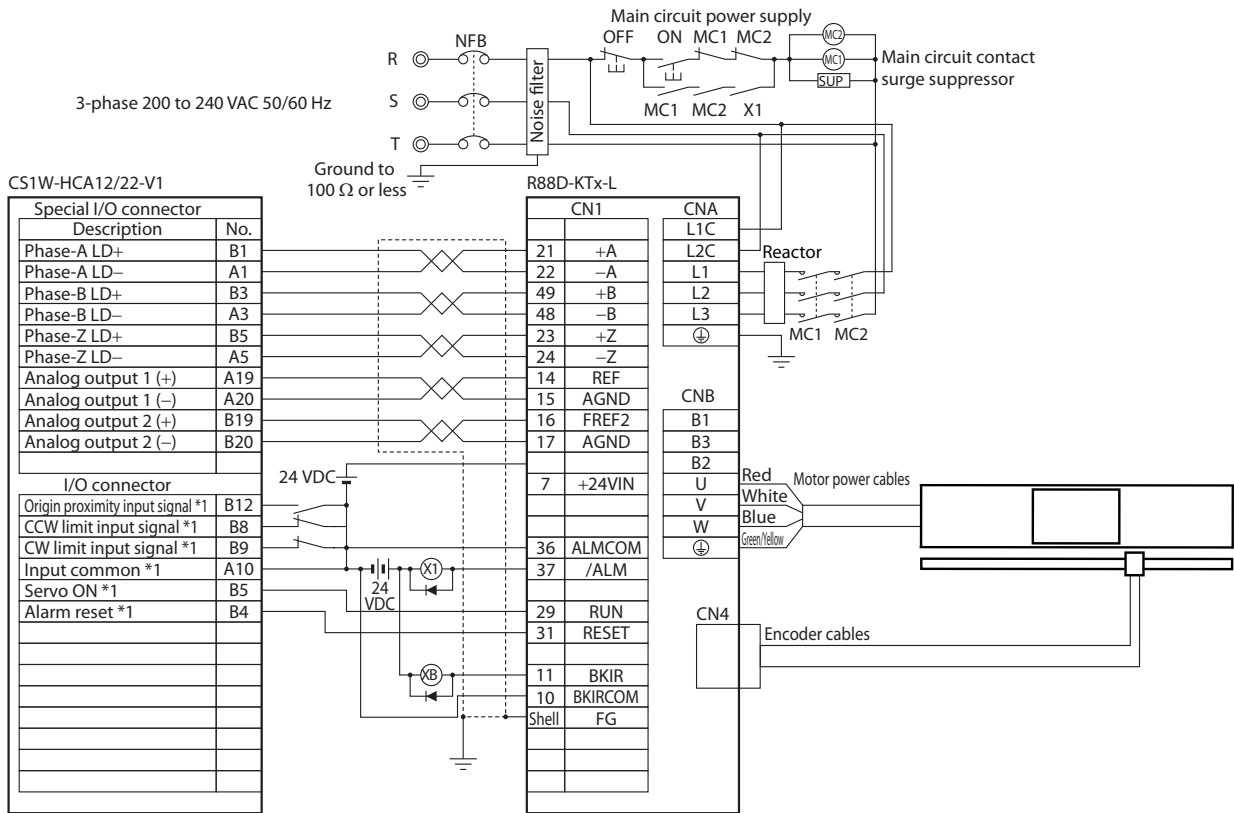 Main circuit power supply
OFF ON MC1 MC2
MC2
NFB
R
MC1
Main circuit contact
surge suppressor
SUP
Noise filter
3-phase 200 to 240 VAC 50/60 Hz
S
MC1 MC2 X1
T
Ground to
100 Ω or less
CS1W-HCA12/22-V1
R88D-KTx-L
Special I/O connector
Description No.
Phase-A LD+ B1
Phase-A LD− A1
Phase-B LD+ B3
Phase-B LD− A3
Phase-Z LD+ B5
Phase-Z LD− A5
Analog output 1 (+) A19
Analog output 1 (−) A20
Analog output 2 (+) B19
Analog output 2 (−) B20
I/O connector
Origin proximity input signal *1 B12
CCW limit input signal *1 B8
CW limit input signal *1 B9
Input common *1 A10
Servo ON *1 B5
Alarm reset *1 B4
24 VDC
24
VDC
X1
XB
CN1
21 +A
22 −A
49 +B
48 −B
23 +Z
24 −Z
14 REF
15 AGND
16 FREF2
17 AGND
7 +24VIN
36 ALMCOM
37 /ALM
29 RUN
31 RESET
11 BKIR
10 BKIRCOM
Shell FG
CNA
L1C
L2C
L1
L2
L3
Reactor
MC1 MC2
CNB
B1
B3
B2
U
V
W
Red
White
Blue
Green/Yellow
Motor power cables
CN4
Encoder cables